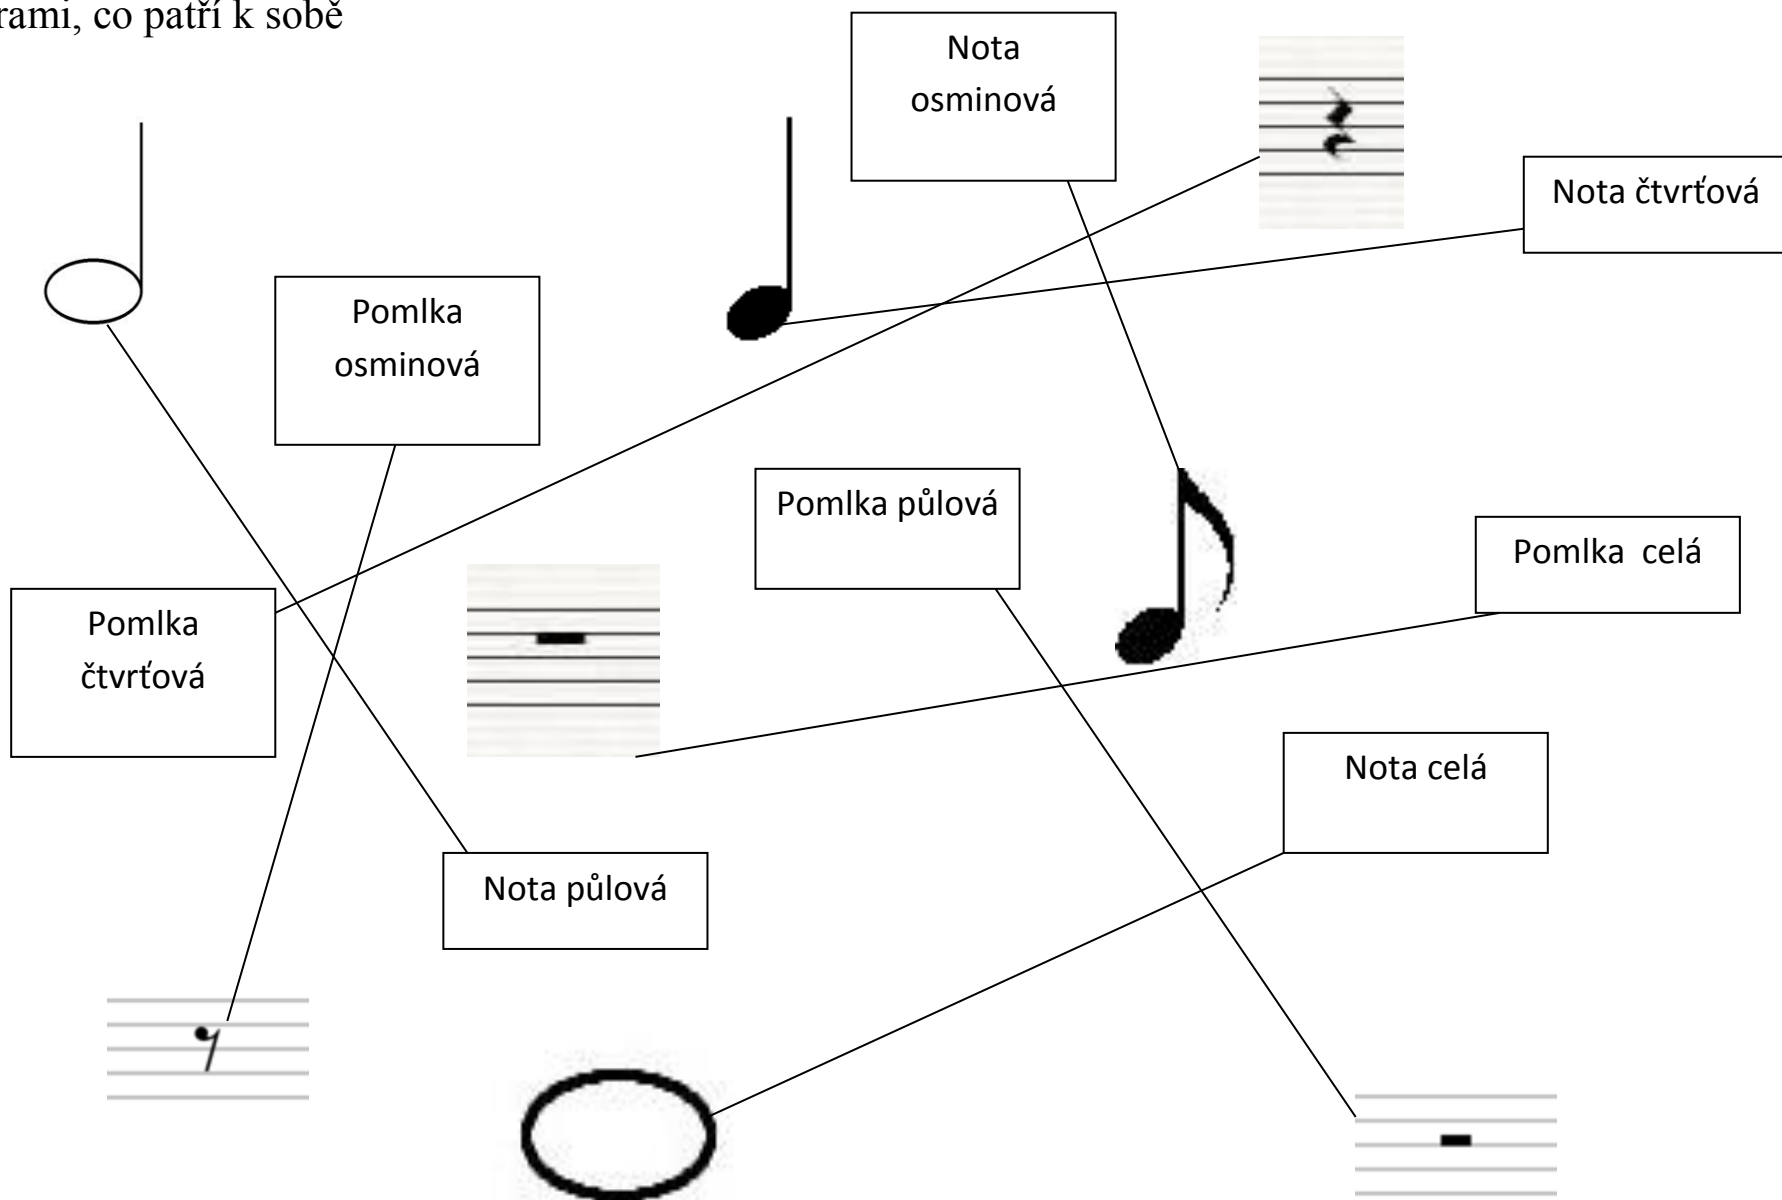 rami, co patří k sobě
Nota
osminová
Nota čtvrťová
Pomlka
osminová
Pomlka půlová
Pomlka  celá
Pomlka
čtvrťová
Nota celá
Nota půlová